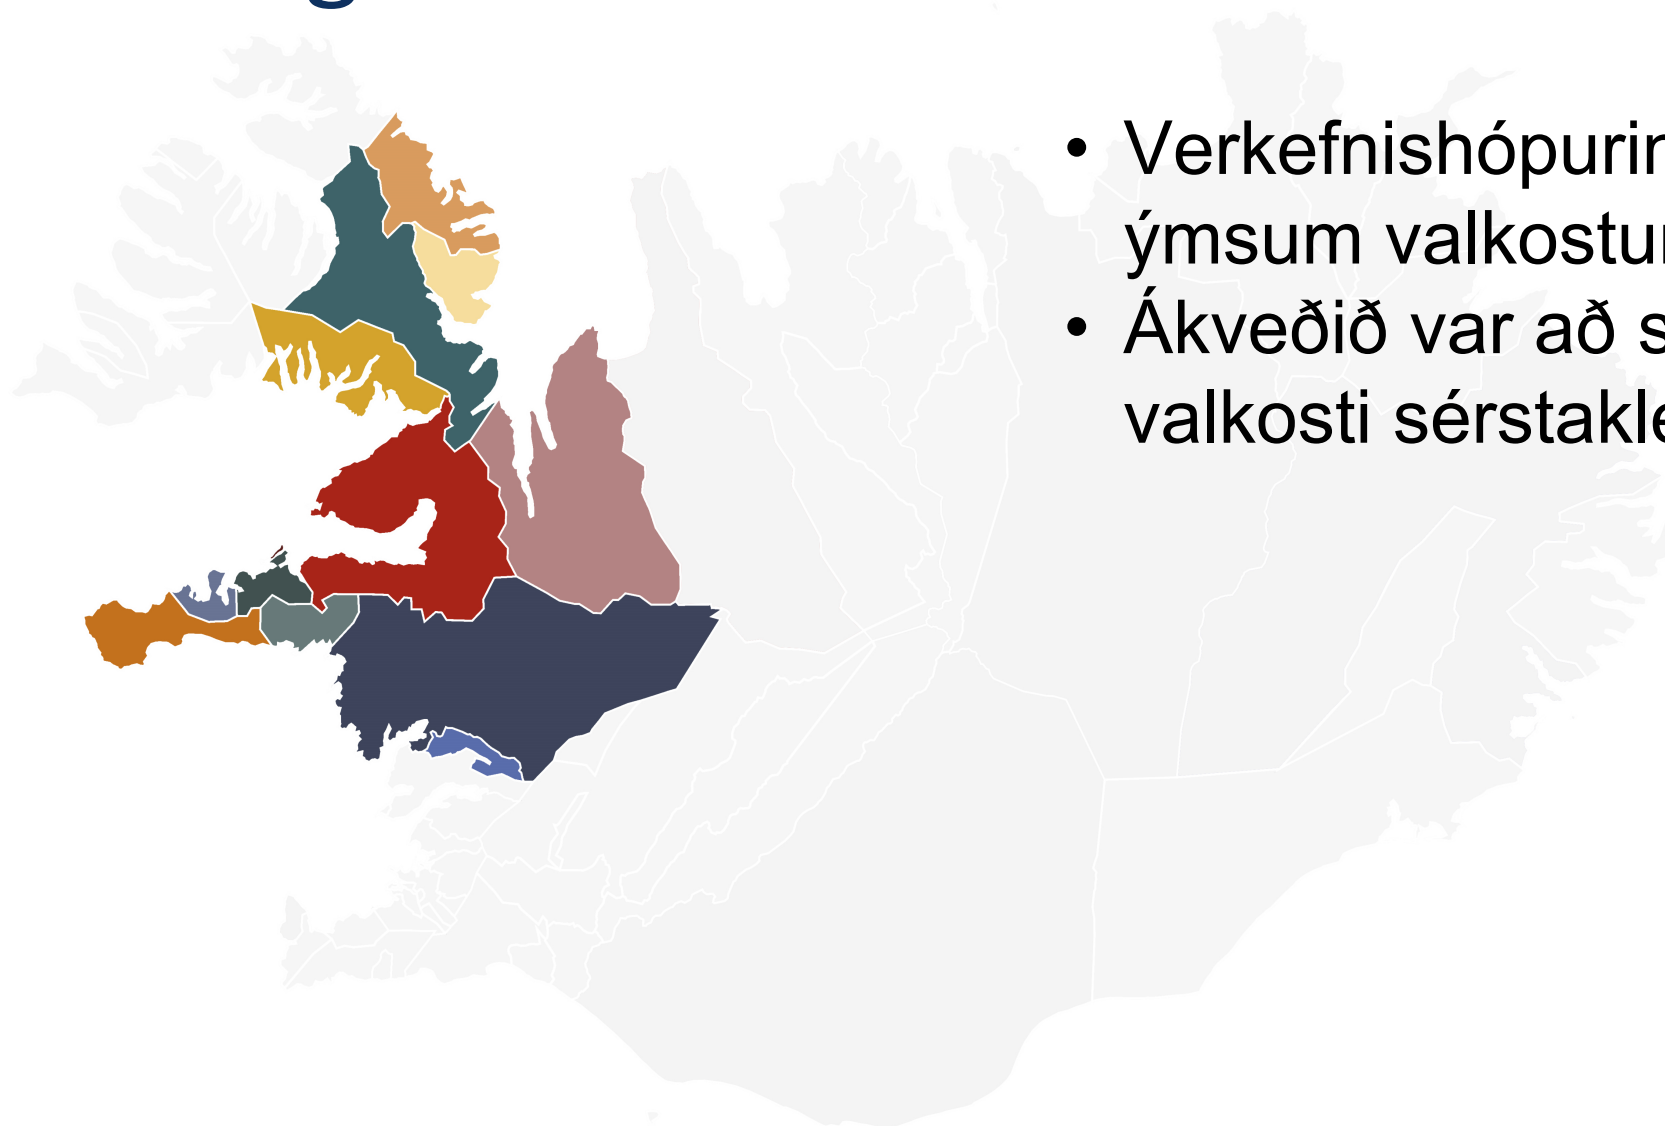 • Verkefnishópurin
ýmsum valkostu
• Ákveðið var að s
valkosti sérstakle